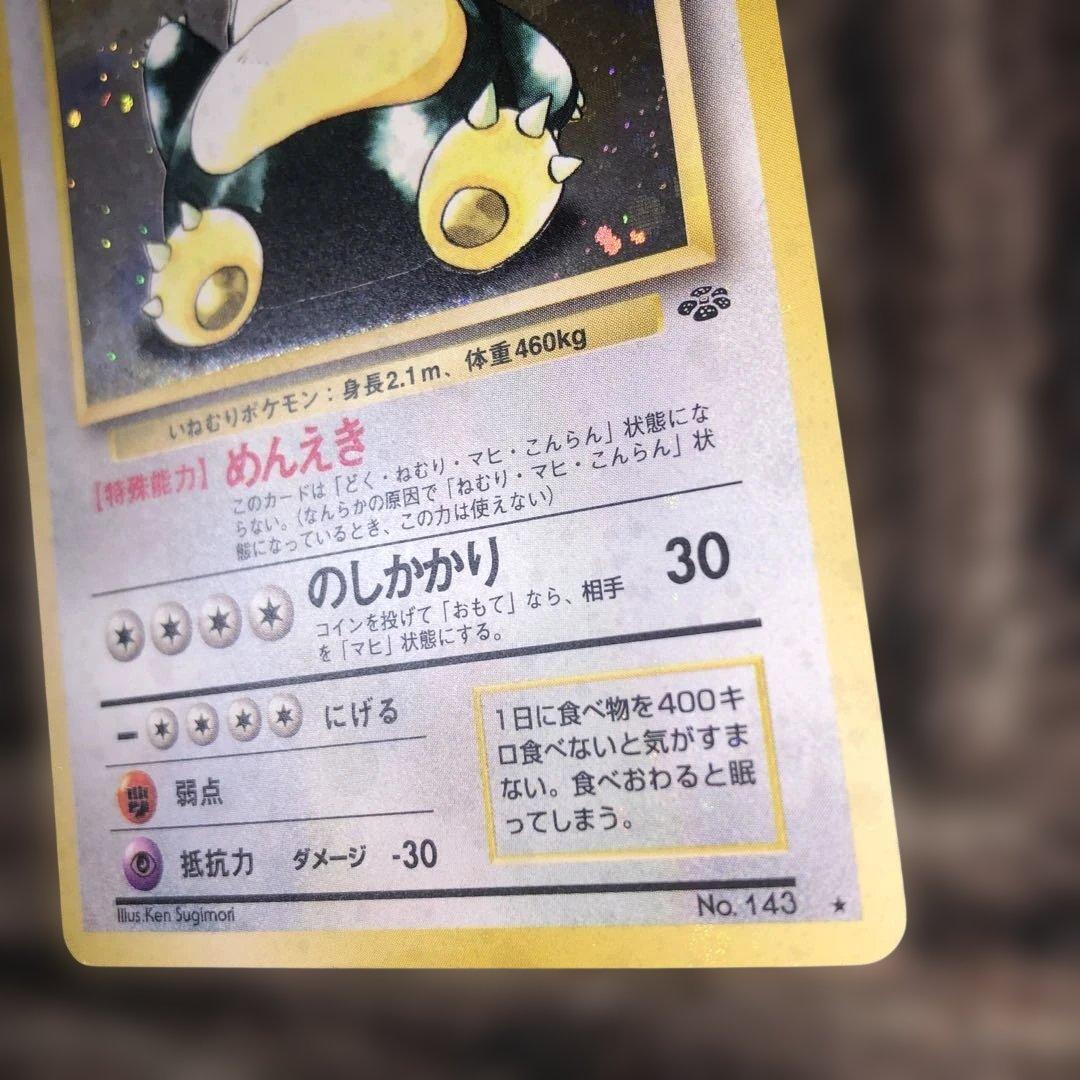 いねむりポケモン：身長2.1m、体重460kg
【特殊能力】めんえき
このカードは「どく・ねむり・マヒ・こんらん」状態にな
らない。（なんらかの原因で「ねむり・マヒ・こんらん」状
態になっているとき、この力は使えない）
のしかかり 30
コインを投げて「おもて」なら、相手
を「マヒ」状態にする。
にげる
弱点
抵抗力 ダメージ -30
1日に食べ物を400キ
ロ食べないと気がすま
ない。食べおわると眠
ってしまう。
Illus.Ken Sugimori
No. 143 ★